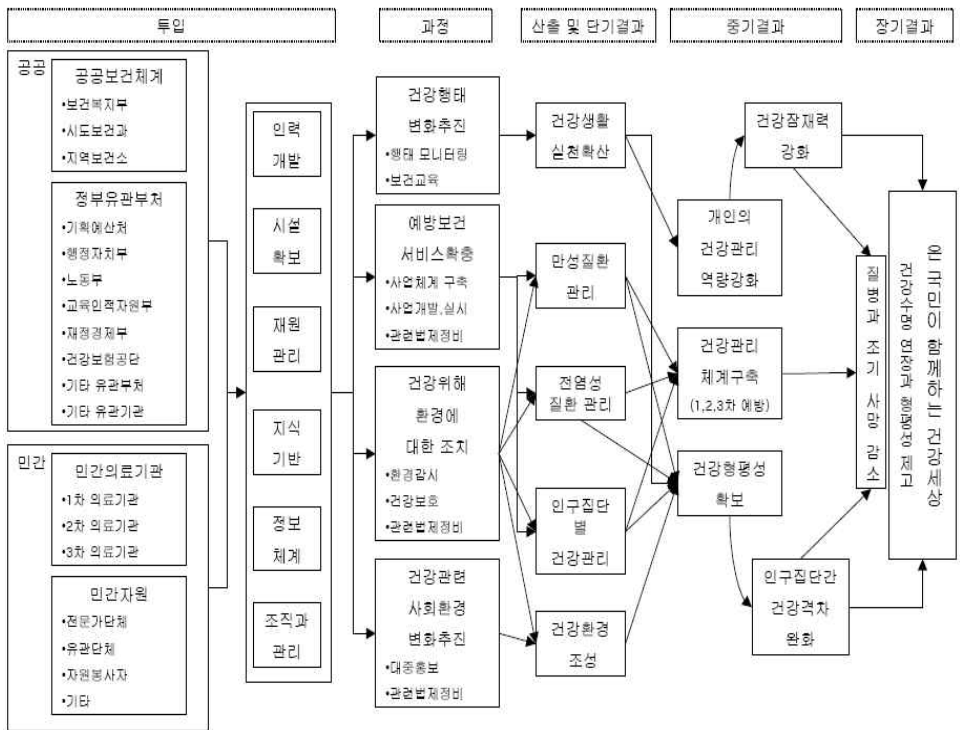 투입
과정
산출 및 단기결과
중기결과
장기결과
공공
공공보건체계
•보건복지부
•시도보건과
•지역보건소
정부유관부처
•기획예산처
•행정자치부
•노동부
•교육인적자원부
•재정경제부
•건강보험공단
•기타 유관부처
•기타 유관기관
민간
민간의료기관
•1차 의료기관
•2차 의료기관
•3차 의료기관
민간자원
•전문가단체
•유관단체
•자원봉사자
•기타
인력
개발
시설
확보
재원
관리
지식
기반
정보
체계
조직과
관리
건강행태
변화추진
•행태 모니터링
•보건교육
예방보건
서비스확충
•사업체계 구축
•사업개발,실시
•관련법제정비
건강위해
환경에
대한 조치
•환경감시
•건강보호
•관련법제정비
건강관련
사회환경
변화추진
•대중홍보
•관련법제정비
건강생활
실천확산
만성질환
관리
전염성
질환 관리
인구집단
별
건강관리
건강환경
조성
개인의
건강관리
역량강화
건강관리
체계구축
(1,2,3차 예방)
건강형평성
확보
건강잠재력
강화
인구집단간
건강격차
완화
질병과 조기 사망 감소
온 국민이 함께하는 건강세상
건강수명 연장과 형평성 제고